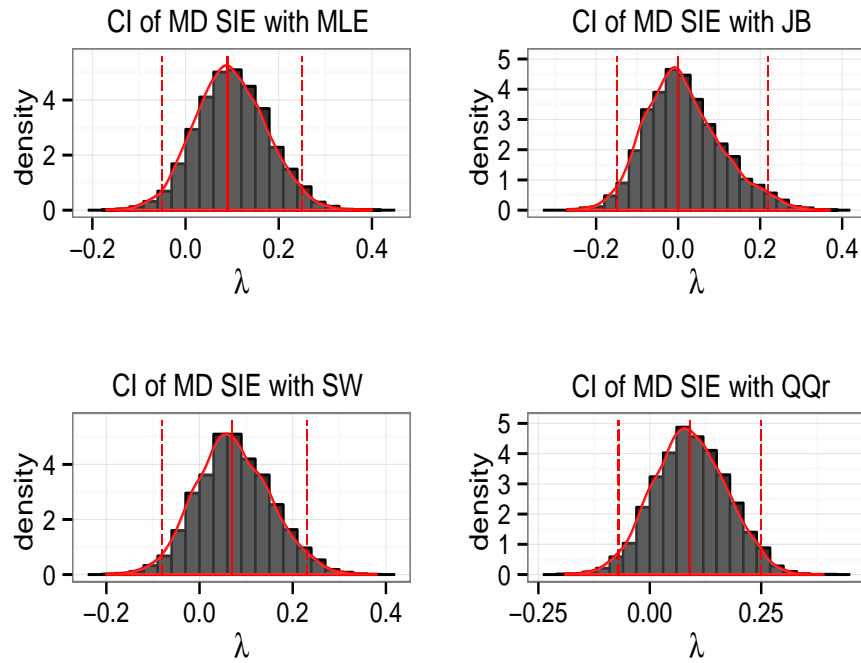 CI of MD SIE with MLE
density
4
2
0
−0.2 0.0 0.2 0.4
λ
CI of MD SIE with JB
density
5
4
3
2
1
0
−0.2 0.0 0.2 0.4
λ
CI of MD SIE with SW
density
4
2
0
−0.2 0.0 0.2 0.4
λ
CI of MD SIE with QQr
density
5
4
3
2
1
0
−0.25 0.00 0.25
λ